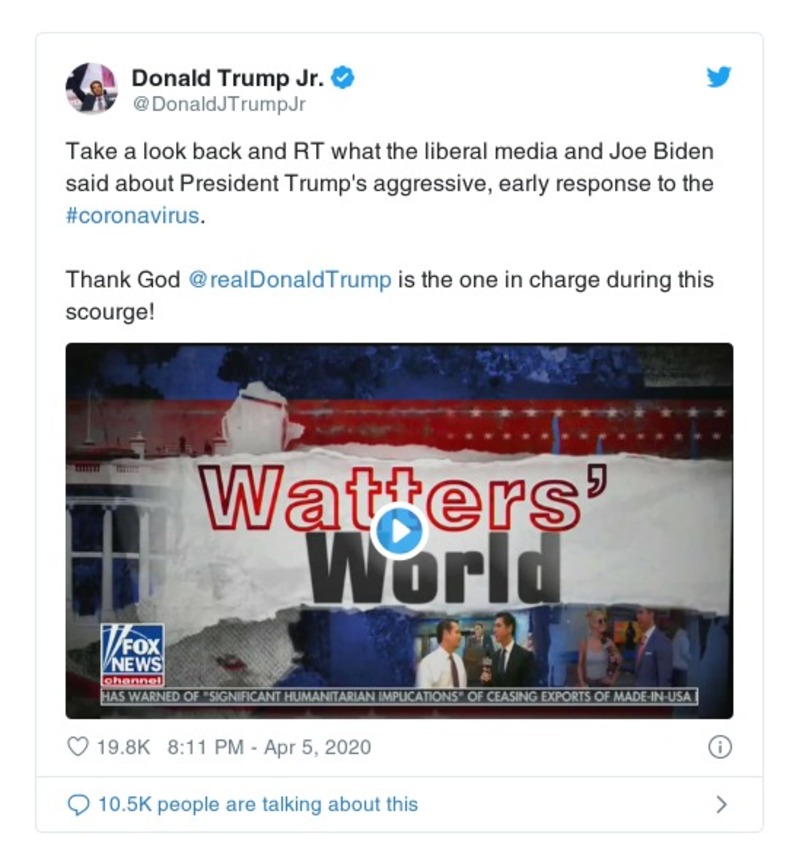 Donald Trump Jr.
@DonaldJTrumpJr
Take a look back and RT what the liberal media and Joe Biden
said about President Trump's aggressive, early response to the
#coronavirus.
Thank God @realDonaldTrump is the one in charge during this
scourge!
Watters'
World
FOX
NEWS
channel
HAS WARNED OF "SIGNIFICANT HUMANITARIAN IMPLICATIONS" OF CEASING EXPORTS OF MADE-IN-USA
19.8K 8:11 PM - Apr 5, 2020
10.5K people are talking about this